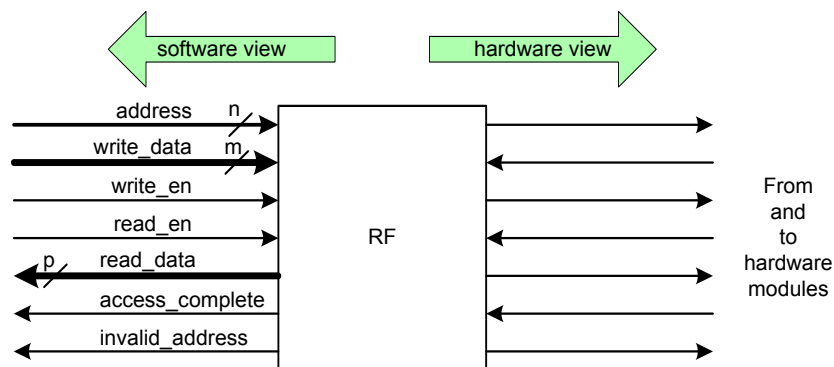 software view
hardware view
address n
write_data m
write_en
read_en
p read_data
access_complete
invalid_address
RF
From
and
to
hardware
modules